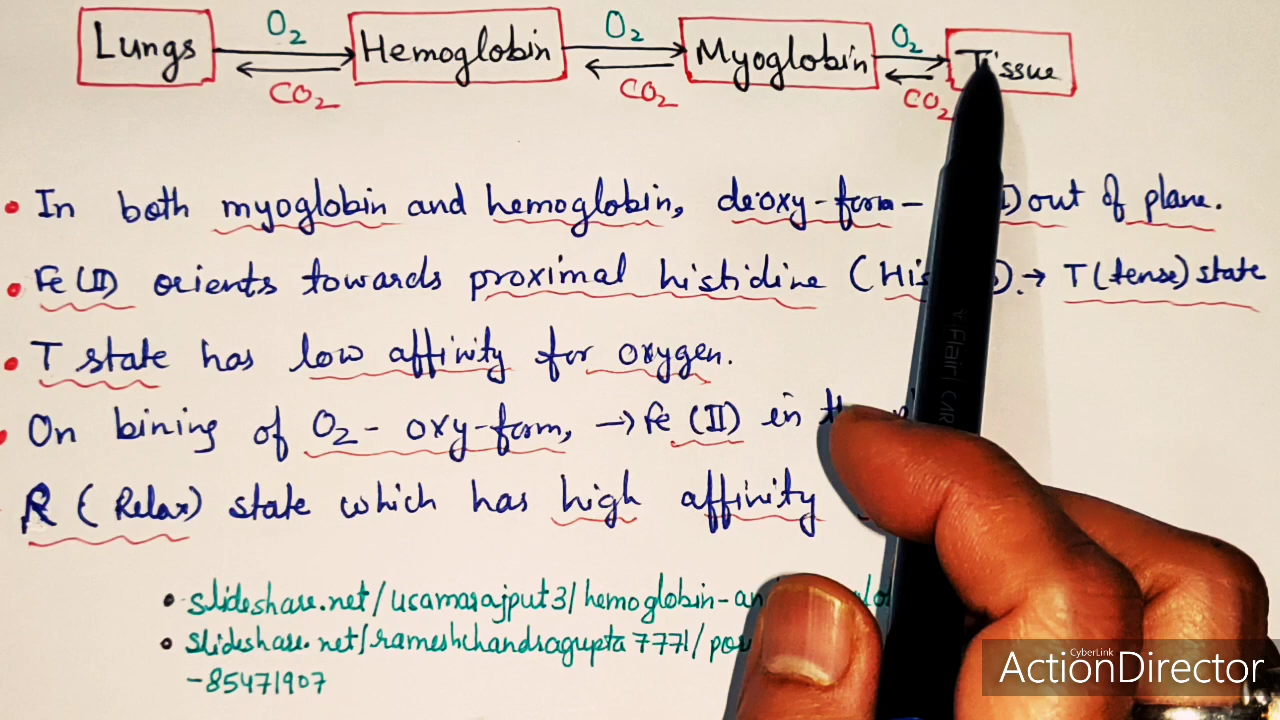 O₂ O₂ O₂
Lungs Hemoglobin Myoglobin Tissue
CO₂ CO₂ CO₂
• In both myoglobin and hemoglobin, deoxy-form- out of plane.
• Fe(II) orients towards proximal histidine (His → T(tense) state
• T state has low affinity for oxygen.
• On bining of O₂- oxy-form, → Fe (II) in
R (Relax) state which has high affinity
• slideshare.net/usamarajput3/hemoglobin-an
• slideshare.net/rameshchandragupta7771/
-85471907
Flair
CyberLink
ActionDirector